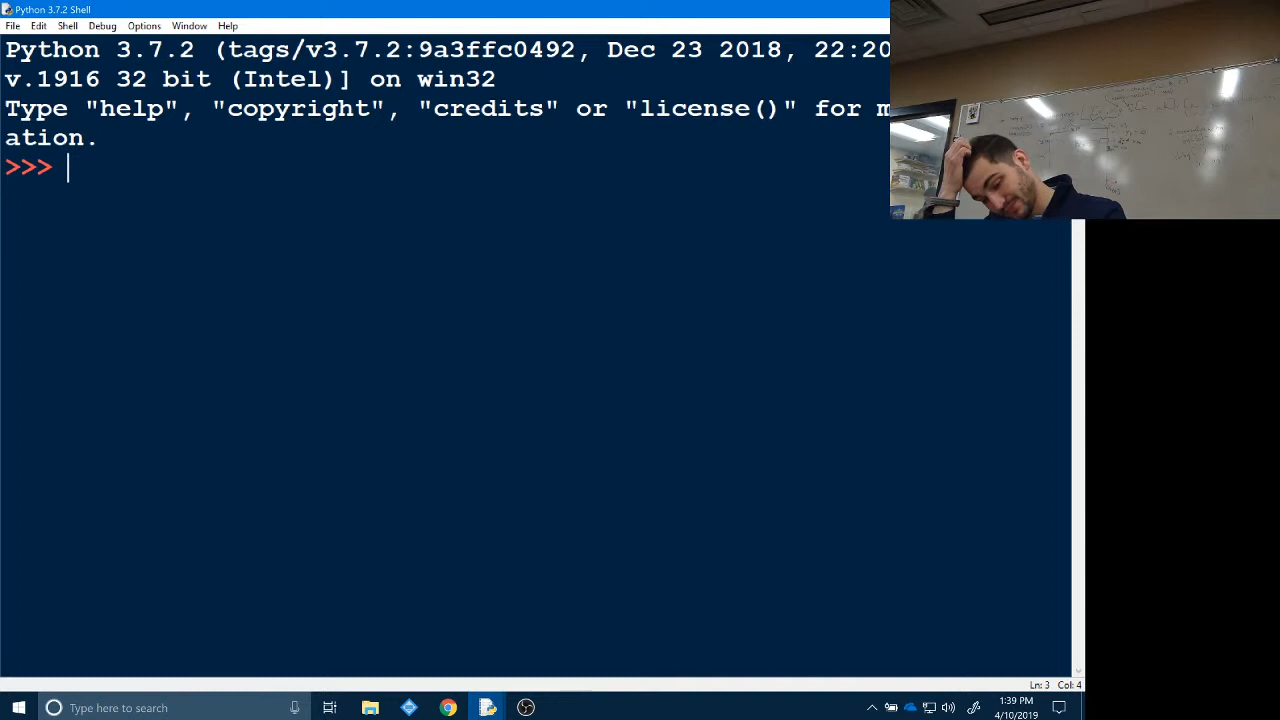 Python 3.7.2 Shell
File Edit Shell Debug Options Window Help
Python 3.7.2 (tags/v3.7.2:9a3ffc0492, Dec 23 2018, 22:20
v.1916 32 bit (Intel)] on win32
Type "help", "copyright", "credits" or "license()" for m
ation.
>>>
Ln: 3 Col: 4
Type here to search
1:39 PM
4/10/2019